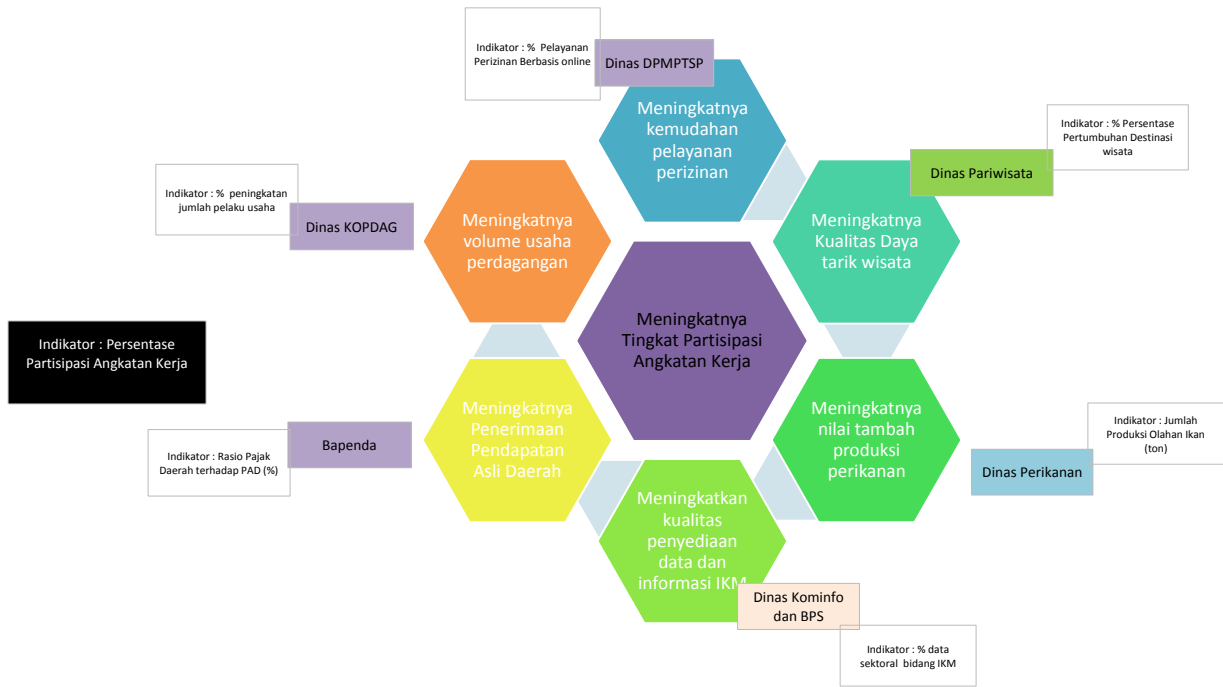 Indikator : % Pelayanan
Perizinan Berbasis online
Dinas DPMPTSP
Meningkatnya
kemudahan
pelayanan
perizinan
Indikator : % Persentase
Pertumbuhan Destinasi
wisata
Dinas Pariwisata
Meningkatnya
Kualitas Daya
tarik wisata
Indikator : % peningkatan
jumlah pelaku usaha
Dinas KOPDAG
Meningkatnya
volume usaha
perdagangan
Meningkatnya
Tingkat Partisipasi
Angkatan Kerja
Indikator : Persentase
Partisipasi Angkatan Kerja
Meningkatnya
Penerimaan
Pendapatan
Asli Daerah
Bapenda
Indikator : Rasio Pajak
Daerah terhadap PAD (%)
Meningkatnya
nilai tambah
produksi
perikanan
Indikator : Jumlah
Produksi Olahan Ikan
(ton)
Dinas Perikanan
Meningkatkan
kualitas
penyediaan
data dan
informasi IKM
Dinas Kominfo
dan BPS
Indikator : % data
sektoral bidang IKM